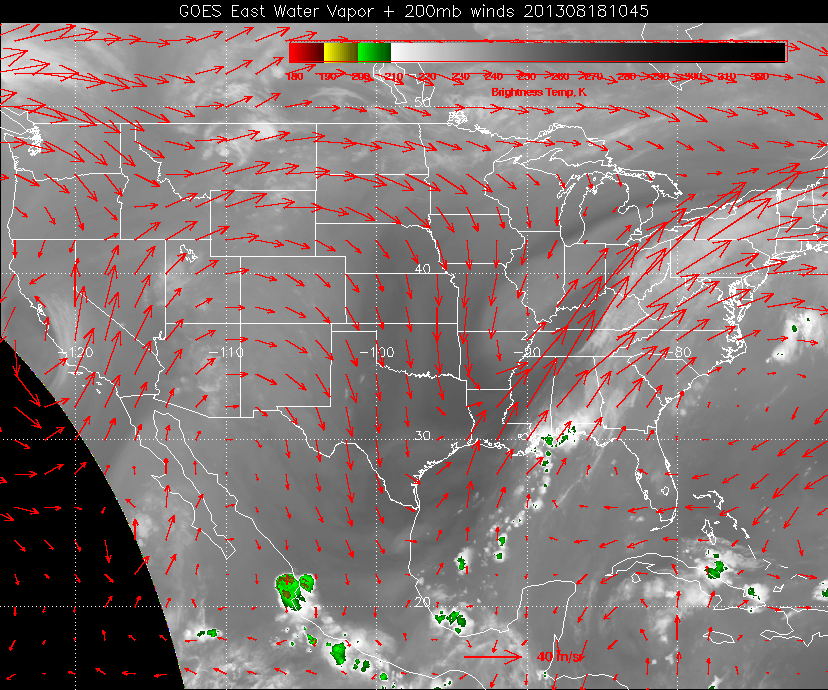 GOES East Water Vapor + 200mb winds 201308181045
180 190 200 210 220 230 240 250 260 270 280 290 300 310 320
Brightness Temp, K
50
40
-120 -110 -100 -90 -80
30
20
40 m/s